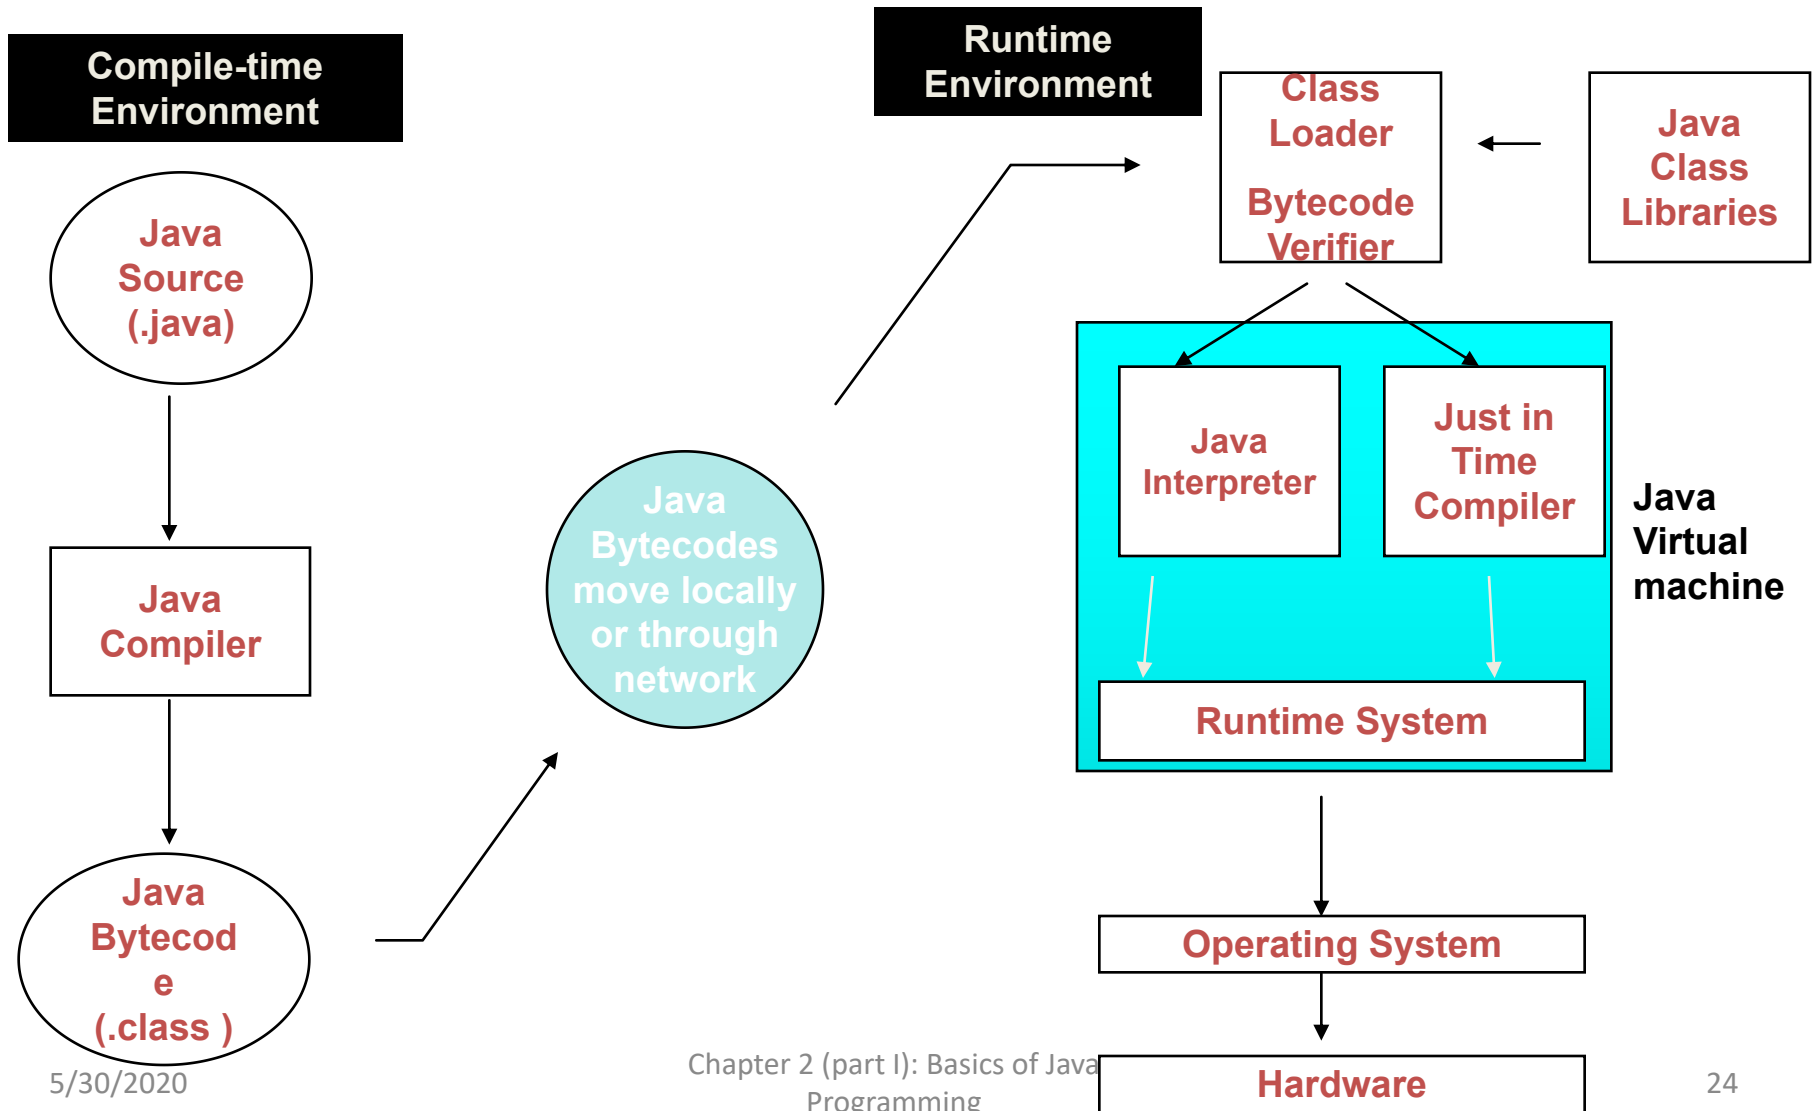 Compile-time
Environment
Java
Source
(.java)
Java
Compiler
Java
Bytecod
e
(.class )
Java
Bytecodes
move locally
or through
network
Runtime
Environment
Class
Loader
Bytecode
Verifier
Java
Class
Libraries
Java
Interpreter
Just in
Time
Compiler
Java
Virtual
machine
Runtime System
Operating System
Hardware
5/30/2020
Chapter 2 (part I): Basics of Java
Programming
24